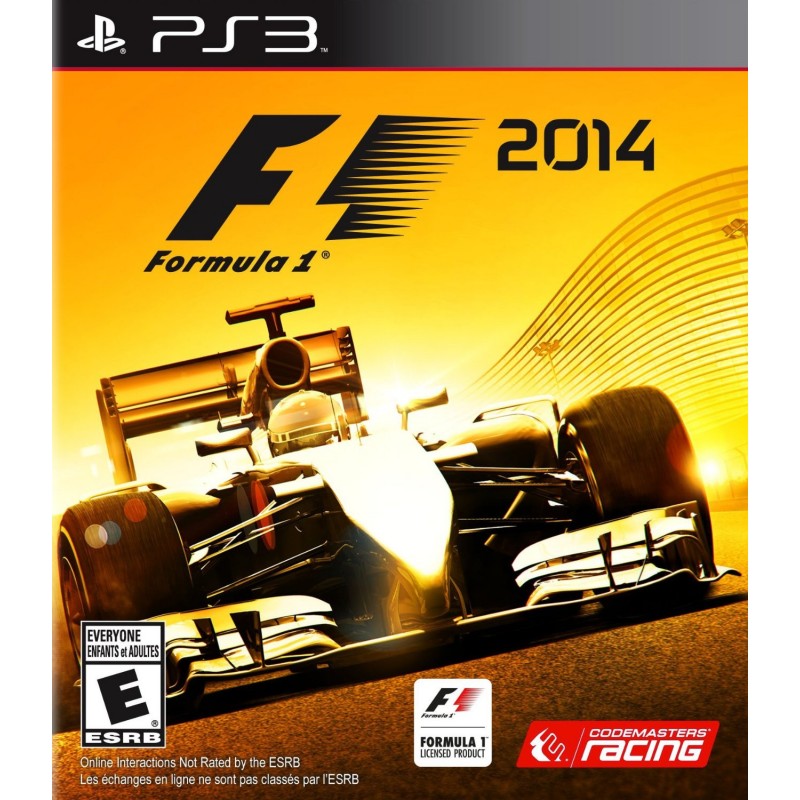 PS3™
F1 2014
Formula 1®
EVERYONE
ENFANTS et ADULTES
E®
ESRB
F1
Formula 1®
FORMULA 1®
LICENSED PRODUCT
CODEMASTERS®
racing
Online Interactions Not Rated by the ESRB
Les échanges en ligne ne sont pas classés par l'ESRB